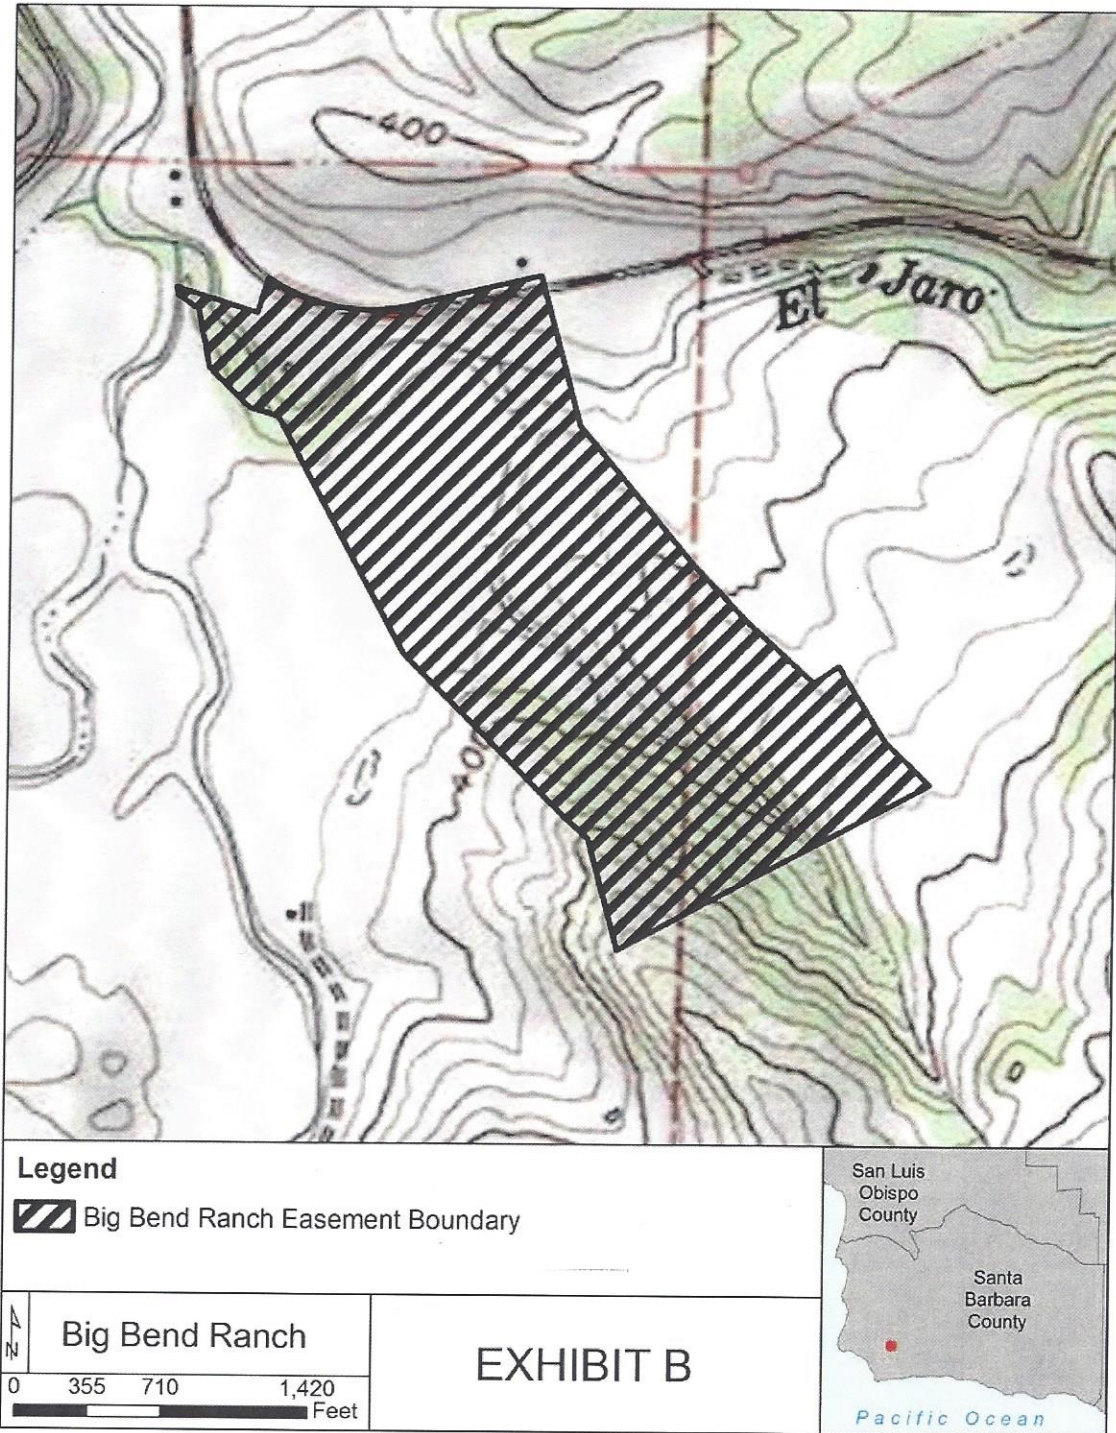 400
El Jaro
400
Legend
Big Bend Ranch Easement Boundary
San Luis
Obispo
County
Santa
Barbara
County
Pacific Ocean
N
Big Bend Ranch
0 355 710 1,420
Feet
EXHIBIT B